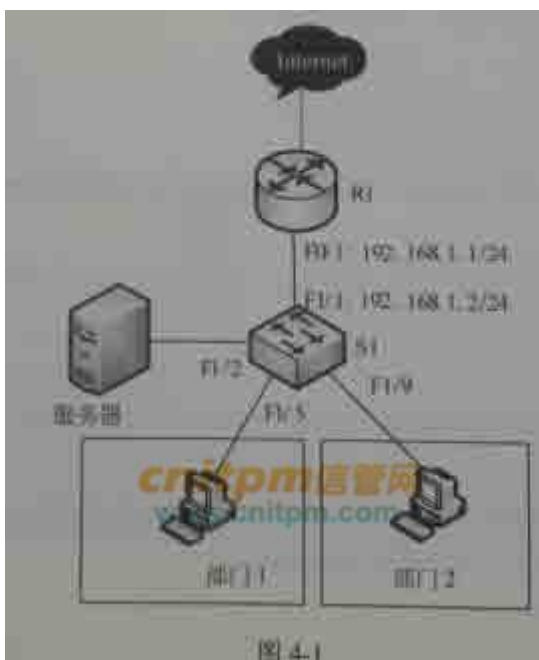 Internet
R1
F0/1 192.168.1.1/24
F1/1 192.168.1.2/24
S1
F1/2
F1/9
服务器
F1/5
cnitpm信管网
www.cnitpm.com
部门1
部门2
图 4-1